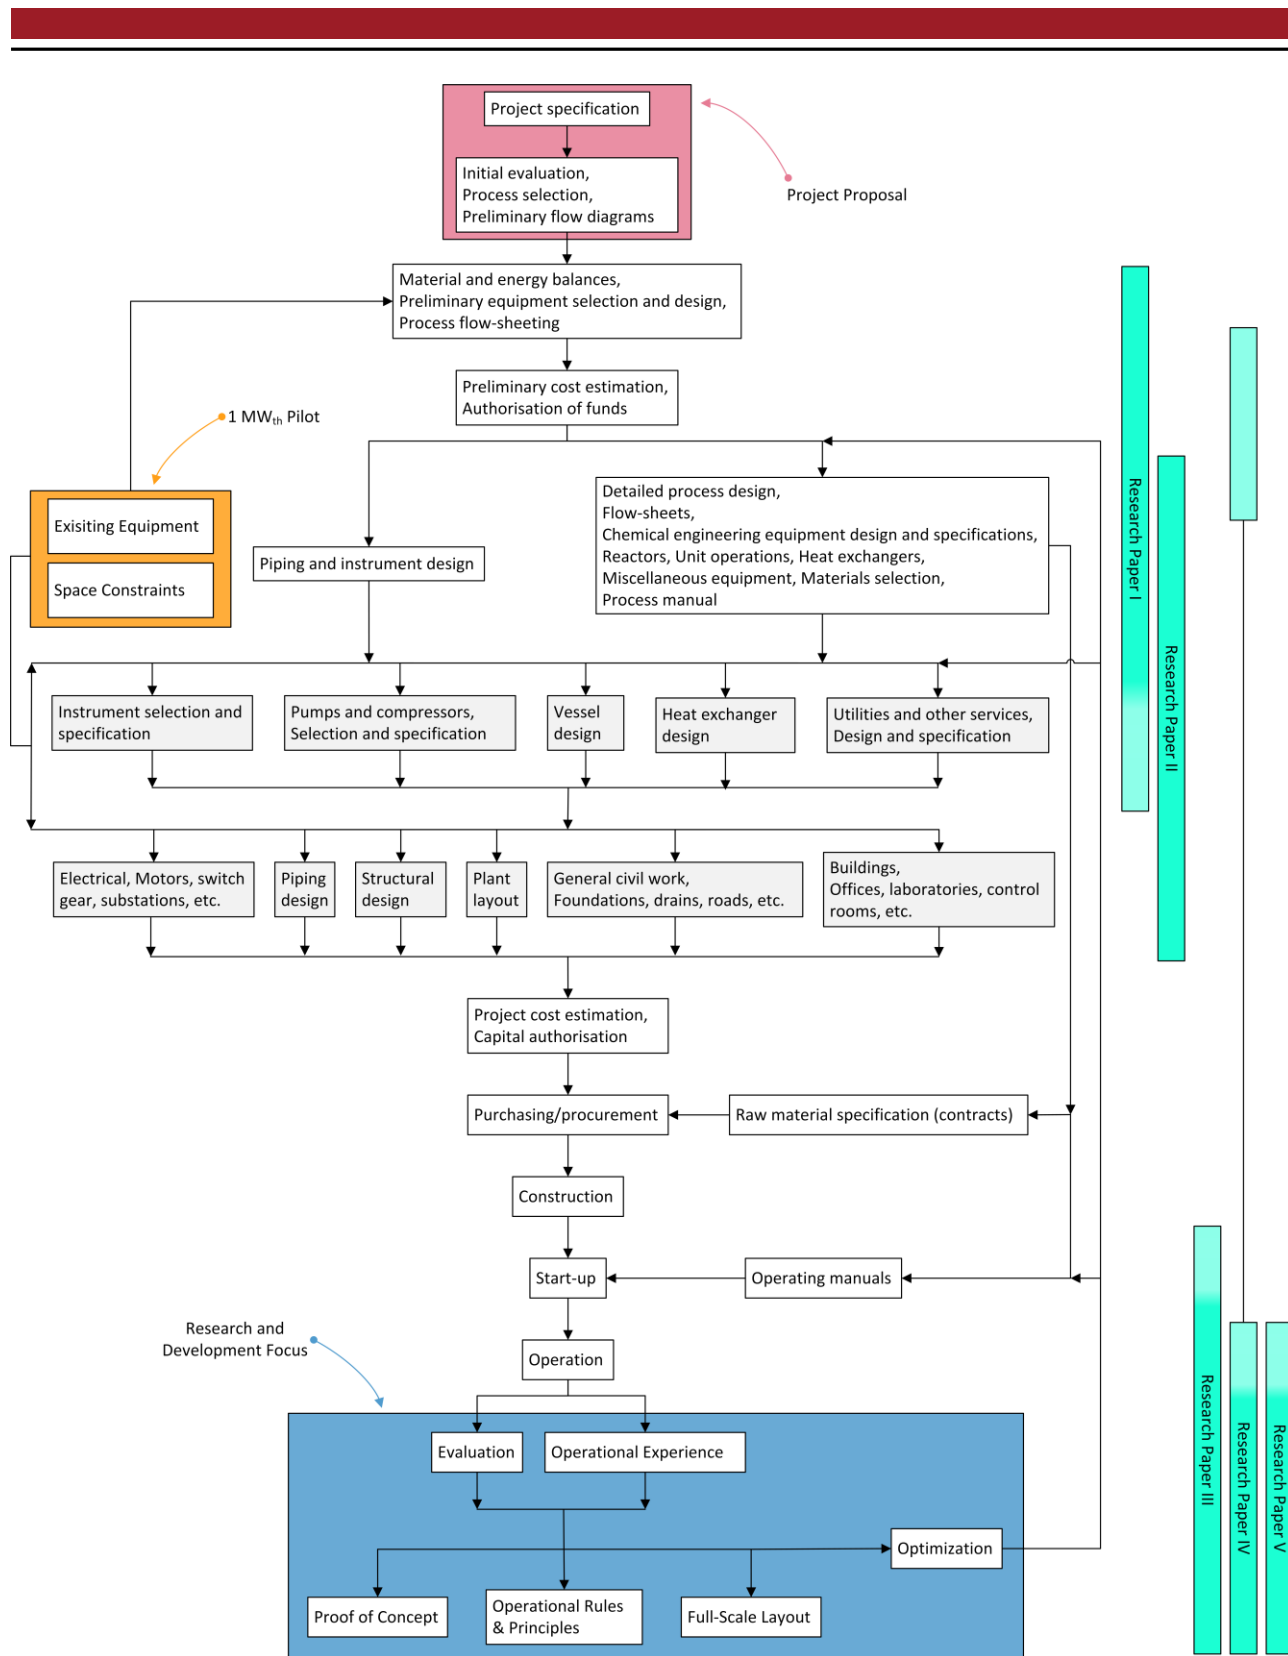 Project specification
Initial evaluation,
Process selection,
Preliminary flow diagrams
Project Proposal
Material and energy balances,
Preliminary equipment selection and design,
Process flow-sheeting
Preliminary cost estimation,
Authorisation of funds
1 MWth Pilot
Exisiting Equipment
Space Constraints
Piping and instrument design
Detailed process design,
Flow-sheets,
Chemical engineering equipment design and specifications,
Reactors, Unit operations, Heat exchangers,
Miscellaneous equipment, Materials selection,
Process manual
Instrument selection and
specification
Pumps and compressors,
Selection and specification
Vessel
design
Heat exchanger
design
Utilities and other services,
Design and specification
Electrical, Motors, switch
gear, substations, etc.
Piping
design
Structural
design
Plant
layout
General civil work,
Foundations, drains, roads, etc.
Buildings,
Offices, laboratories, control
rooms, etc.
Project cost estimation,
Capital authorisation
Purchasing/procurement
Raw material specification (contracts)
Construction
Start-up
Operating manuals
Operation
Research and
Development Focus
Evaluation
Operational Experience
Optimization
Proof of Concept
Operational Rules
& Principles
Full-Scale Layout
Research Paper I
Research Paper II
Research Paper III
Research Paper IV
Research Paper V